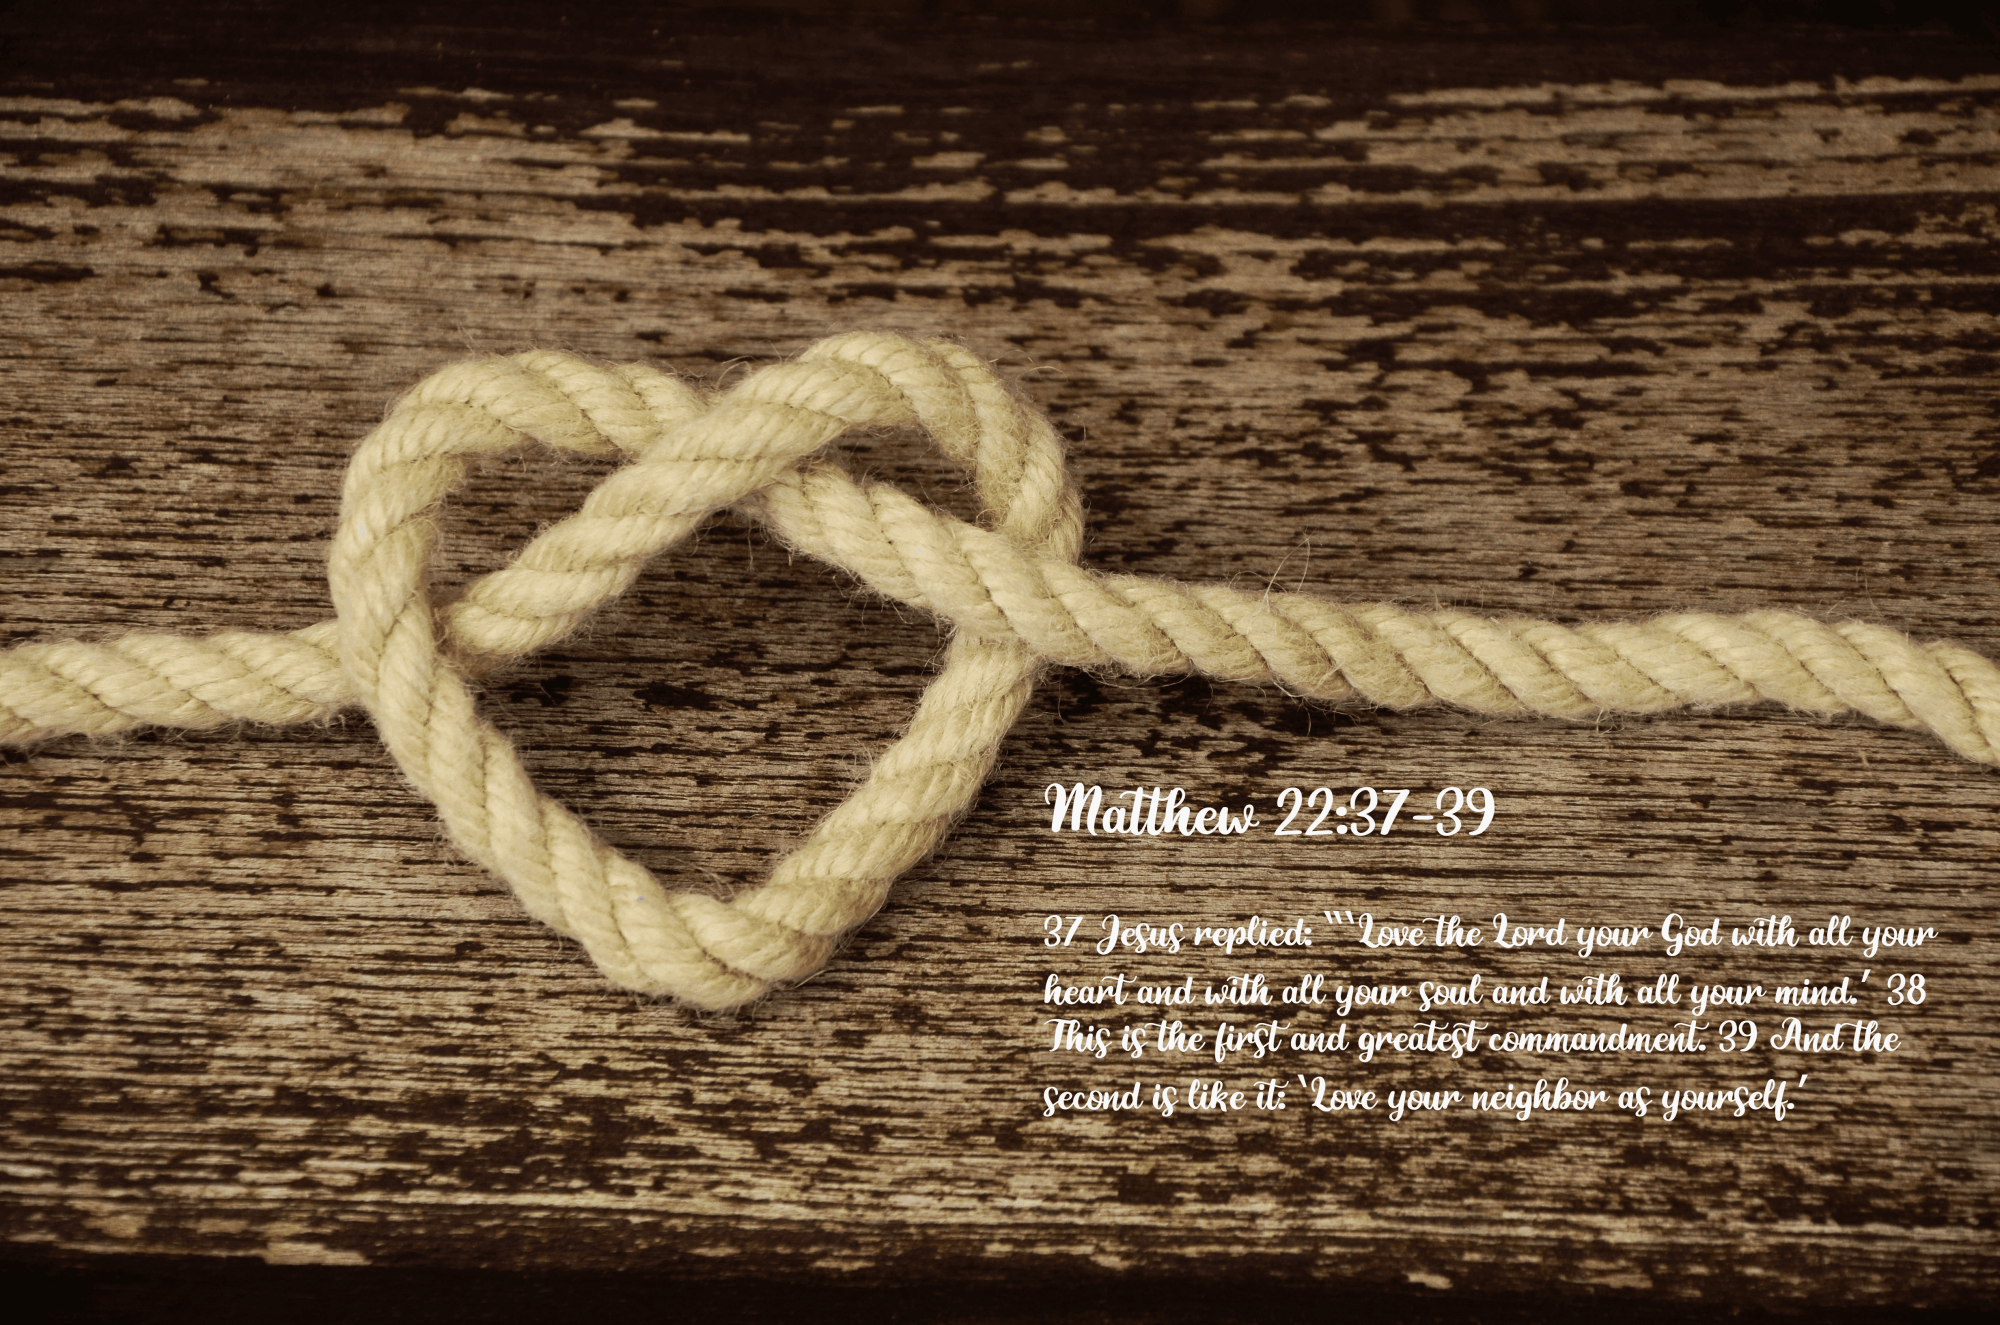 Matthew 22:37-39
37 Jesus replied: "'Love the Lord your God with all your
heart and with all your soul and with all your mind.' 38
This is the first and greatest commandment. 39 And the
second is like it: 'Love your neighbor as yourself.'